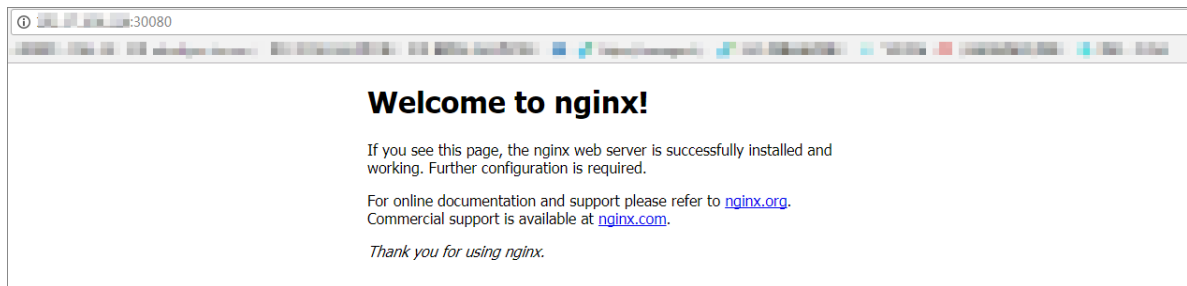 :30080
Welcome to nginx!
If you see this page, the nginx web server is successfully installed and
working. Further configuration is required.
For online documentation and support please refer to nginx.org.
Commercial support is available at nginx.com.
Thank you for using nginx.